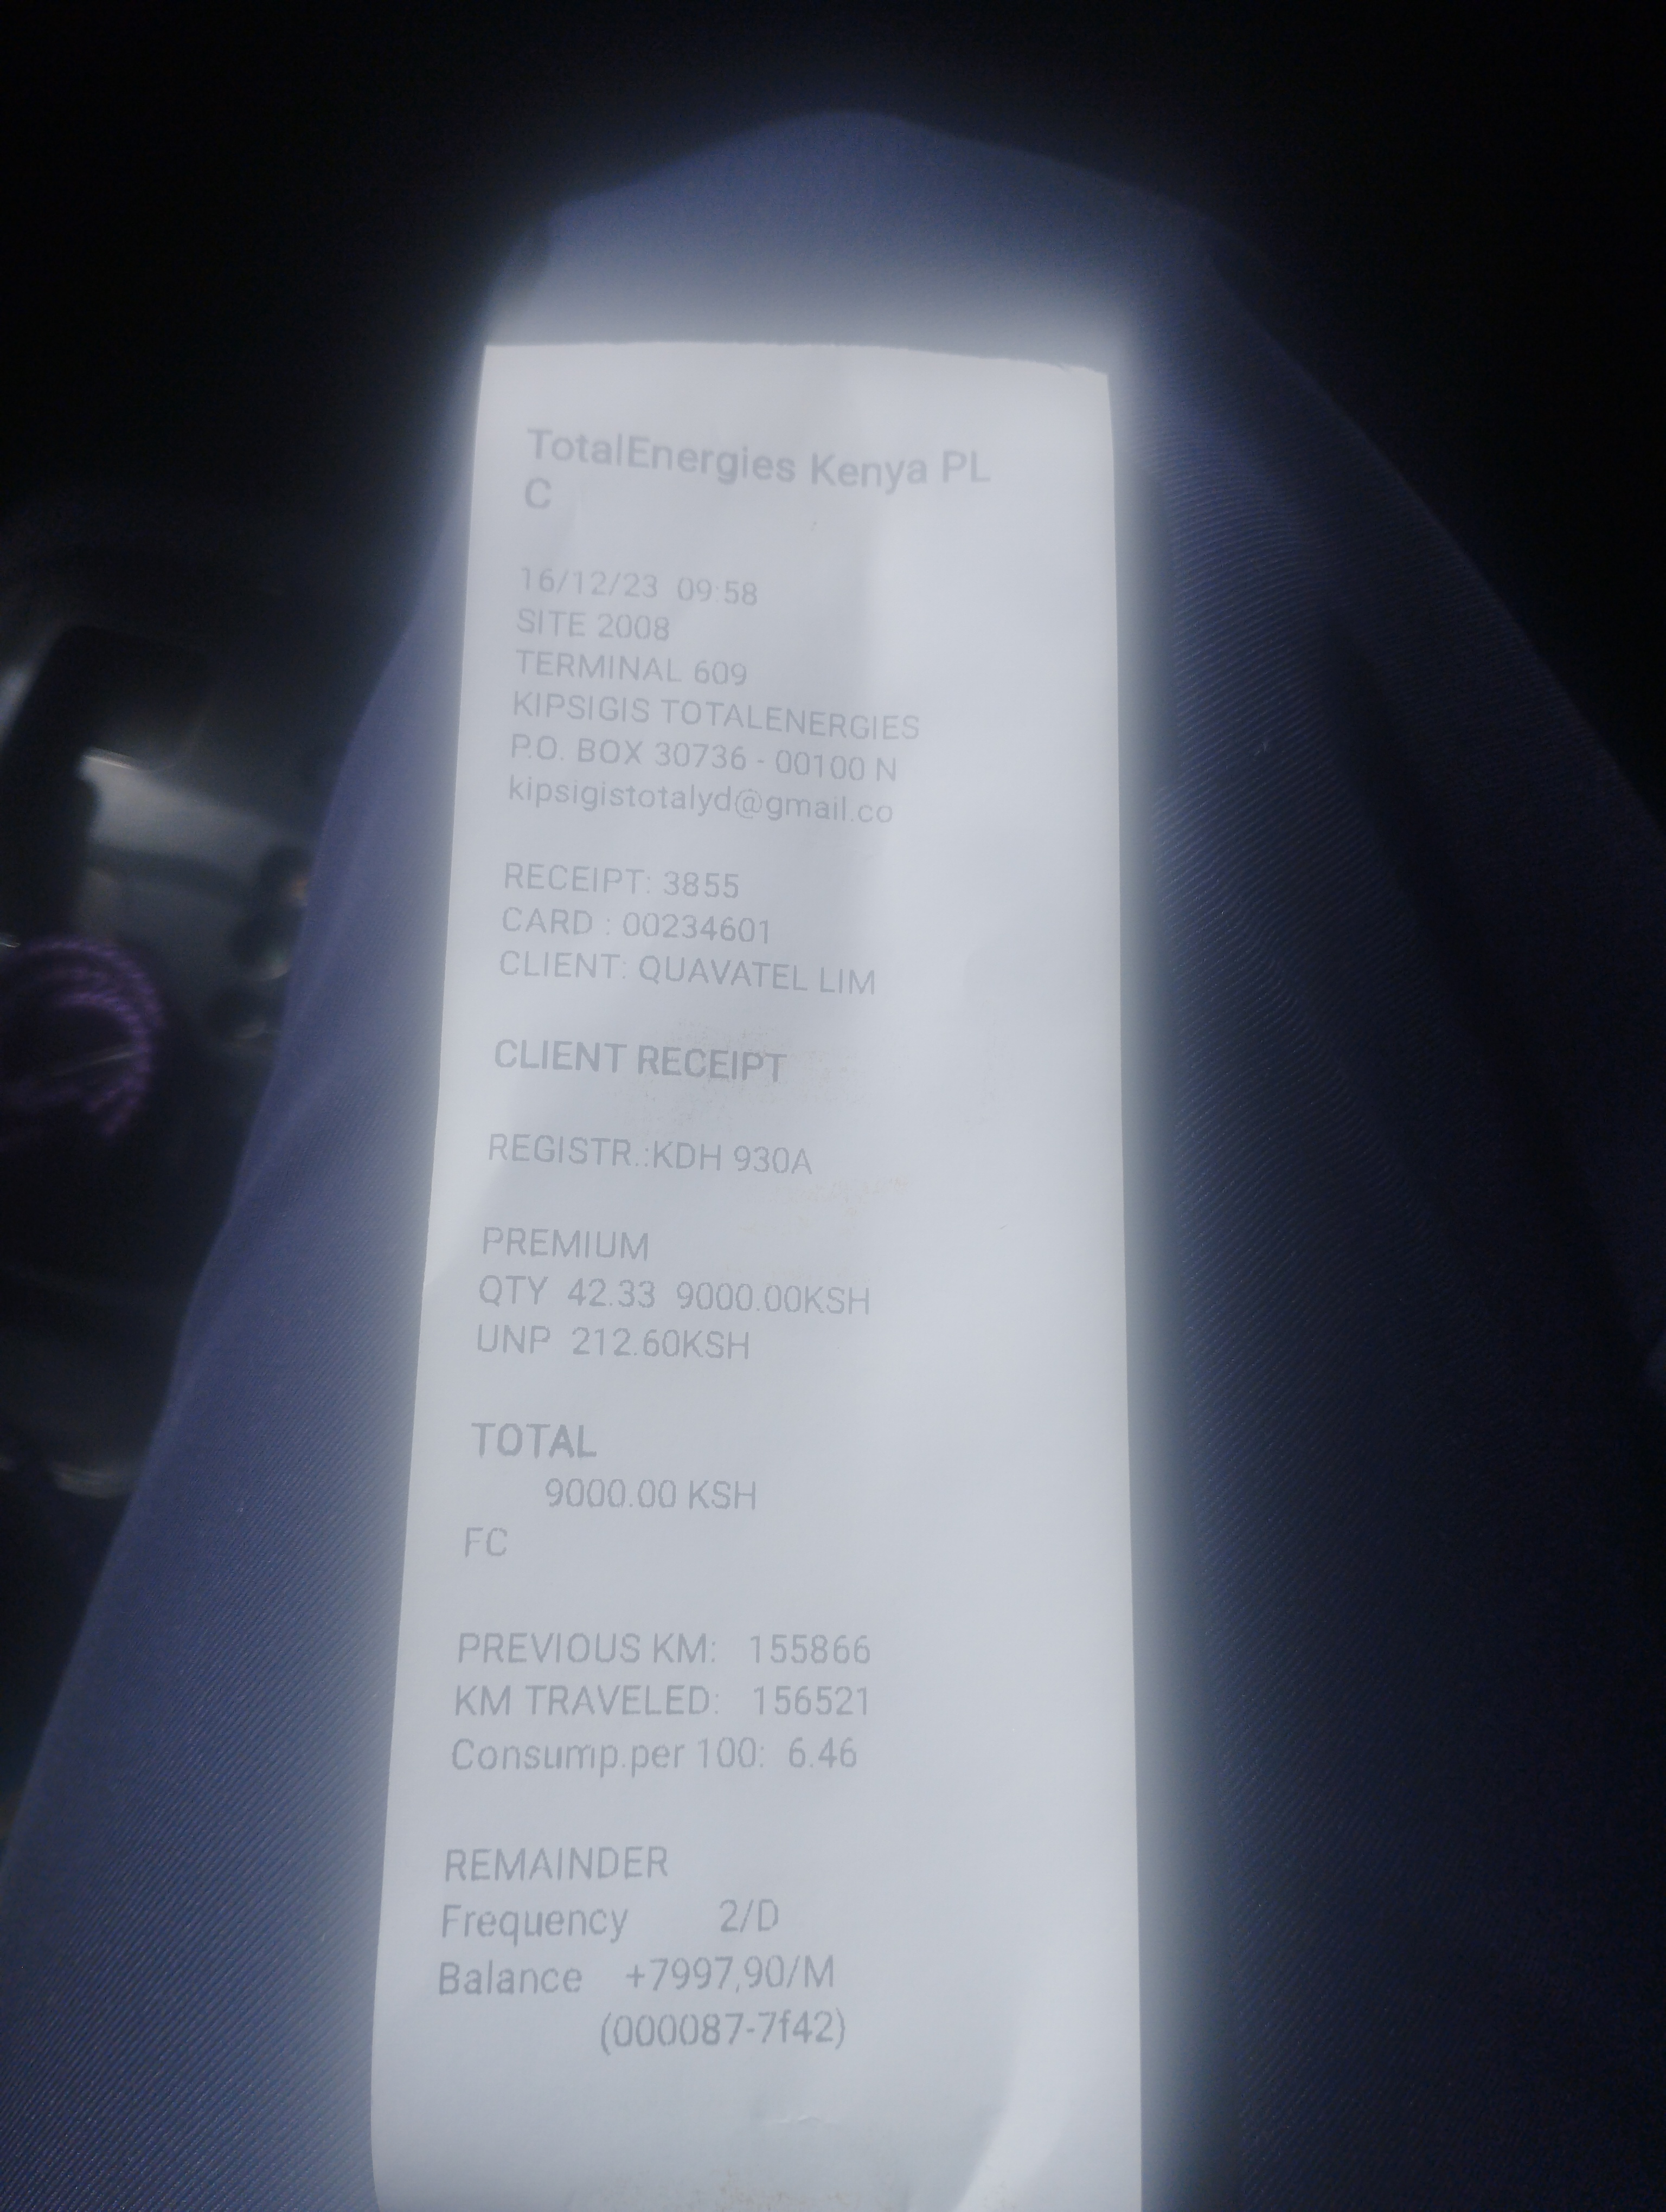 TotalEnergies Kenya PL
C
16/12/23 09:58
SITE 2008
TERMINAL 609
KIPSIGIS TOTALENERGIES
P.O. BOX 30736 - 00100 N
kipsigistotalyd@gmail.co
RECEIPT: 3855
CARD : 00234601
CLIENT: QUAVATEL LIM
CLIENT RECEIPT
REGISTR.:KDH 930A
PREMIUM
QTY 42.33 9000.00KSH
UNP 212.60KSH
TOTAL
9000.00 KSH
FC
PREVIOUS KM: 155866
KM TRAVELED: 156521
Consump.per 100: 6.46
REMAINDER
Frequency 2/D
Balance +7997,90/M
(000087-7f42)